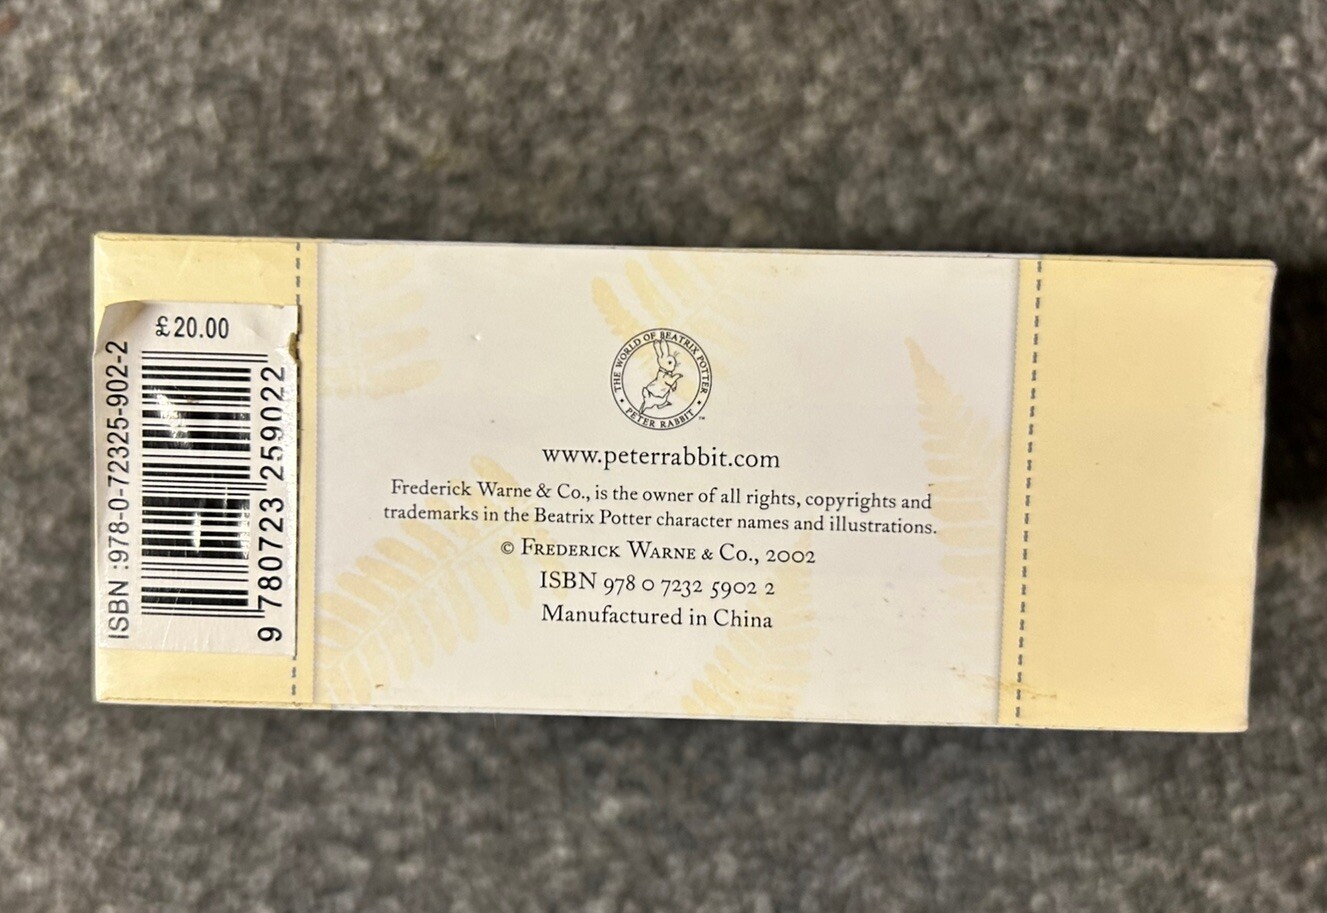 £20.00
ISBN :978-0-72325-902-2
9 780723 259022
THE WORLD OF BEATRIX POTTER
• PETER RABBIT • ™
www.peterrabbit.com
Frederick Warne & Co., is the owner of all rights, copyrights and
trademarks in the Beatrix Potter character names and illustrations.
© FREDERICK WARNE & CO., 2002
ISBN 978 0 7232 5902 2
Manufactured in China